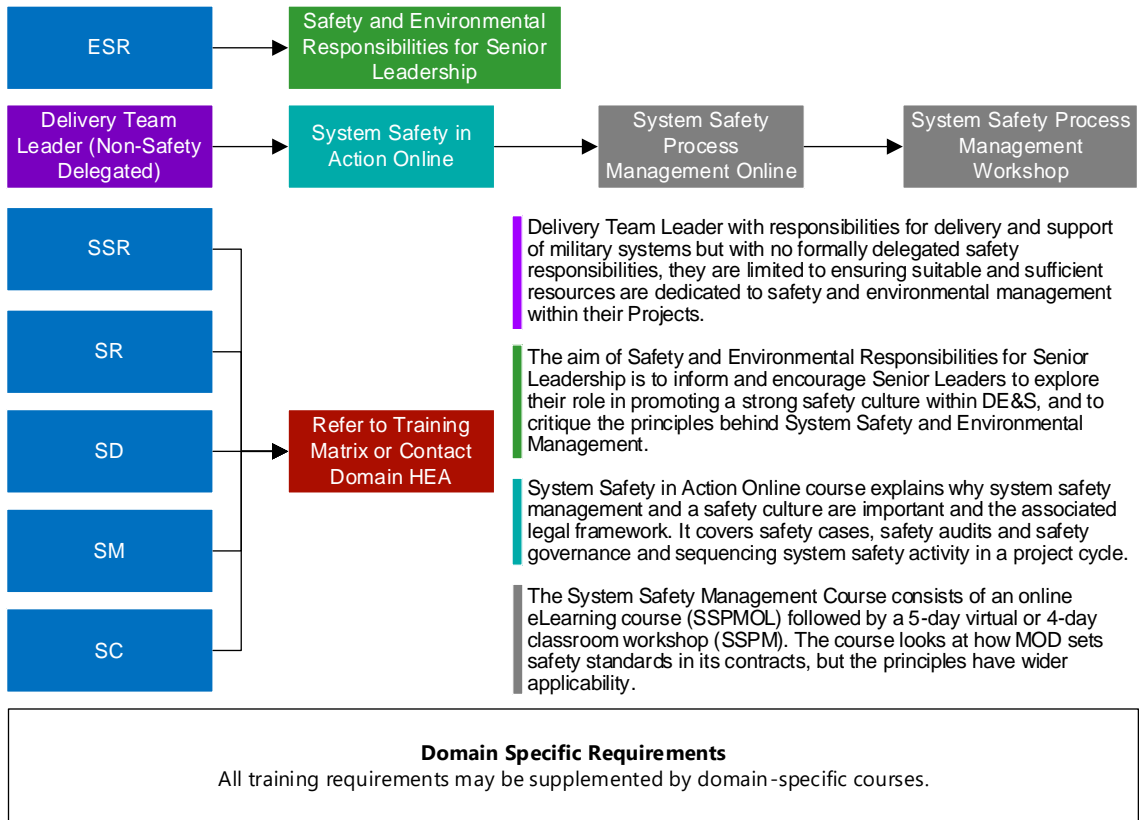 ESR
Safety and Environmental
Responsibilities for Senior
Leadership
Delivery Team
Leader (Non-Safety
Delegated)
System Safety in
Action Online
System Safety
Process
Management Online
System Safety Process
Management
Workshop
SSR
SR
SD
SM
SC
Refer to Training
Matrix or Contact
Domain HEA
Delivery Team Leader with responsibilities for delivery and support
of military systems but with no formally delegated safety
responsibilities, they are limited to ensuring suitable and sufficient
resources are dedicated to safety and environmental management
within their Projects.
The aim of Safety and Environmental Responsibilities for Senior
Leadership is to inform and encourage Senior Leaders to explore
their role in promoting a strong safety culture within DE&S, and to
critique the principles behind System Safety and Environmental
Management.
System Safety in Action Online course explains why system safety
management and a safety culture are important and the associated
legal framework. It covers safety cases, safety audits and safety
governance and sequencing system safety activity in a project cycle.
The System Safety Management Course consists of an online
eLearning course (SSPMOL) followed by a 5-day virtual or 4-day
classroom workshop (SSPM). The course looks at how MOD sets
safety standards in its contracts, but the principles have wider
applicability.
Domain Specific Requirements
All training requirements may be supplemented by domain-specific courses.